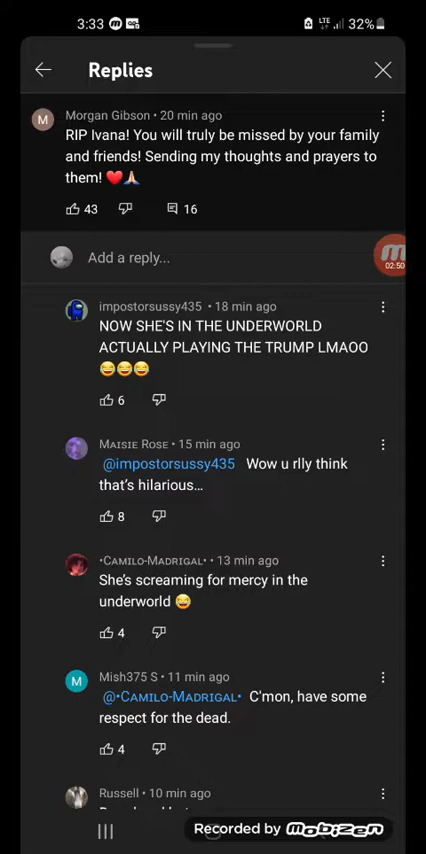 3:33 LTE 32%
Replies
M Morgan Gibson • 20 min ago
RIP Ivana! You will truly be missed by your family
and friends! Sending my thoughts and prayers to
them! ❤️🙏🏻
43 16
Add a reply...
02:50
impostorsussy435 • 18 min ago
NOW SHE'S IN THE UNDERWORLD
ACTUALLY PLAYING THE TRUMP LMAOO
😂😂😂
6
Maisie Rose • 15 min ago
@impostorsussy435 Wow u rlly think
that's hilarious…
8
•Camilo-Madrigal• • 13 min ago
She's screaming for mercy in the
underworld 😂
4
M Mish375 S • 11 min ago
@•Camilo-Madrigal• C'mon, have some
respect for the dead.
4
Russell • 10 min ago
Recorded by mobizen